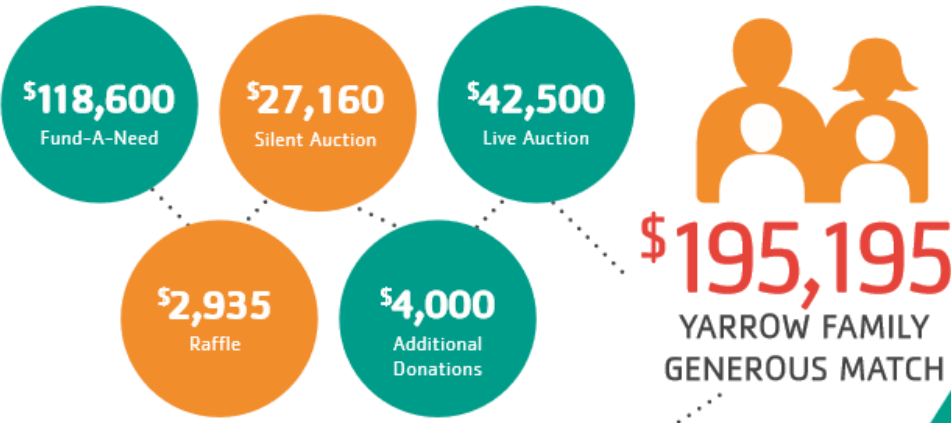 $118,600
Fund-A-Need
$27,160
Silent Auction
$42,500
Live Auction
$2,935
Raffle
$4,000
Additional
Donations
$195,195
YARROW FAMILY
GENEROUS MATCH